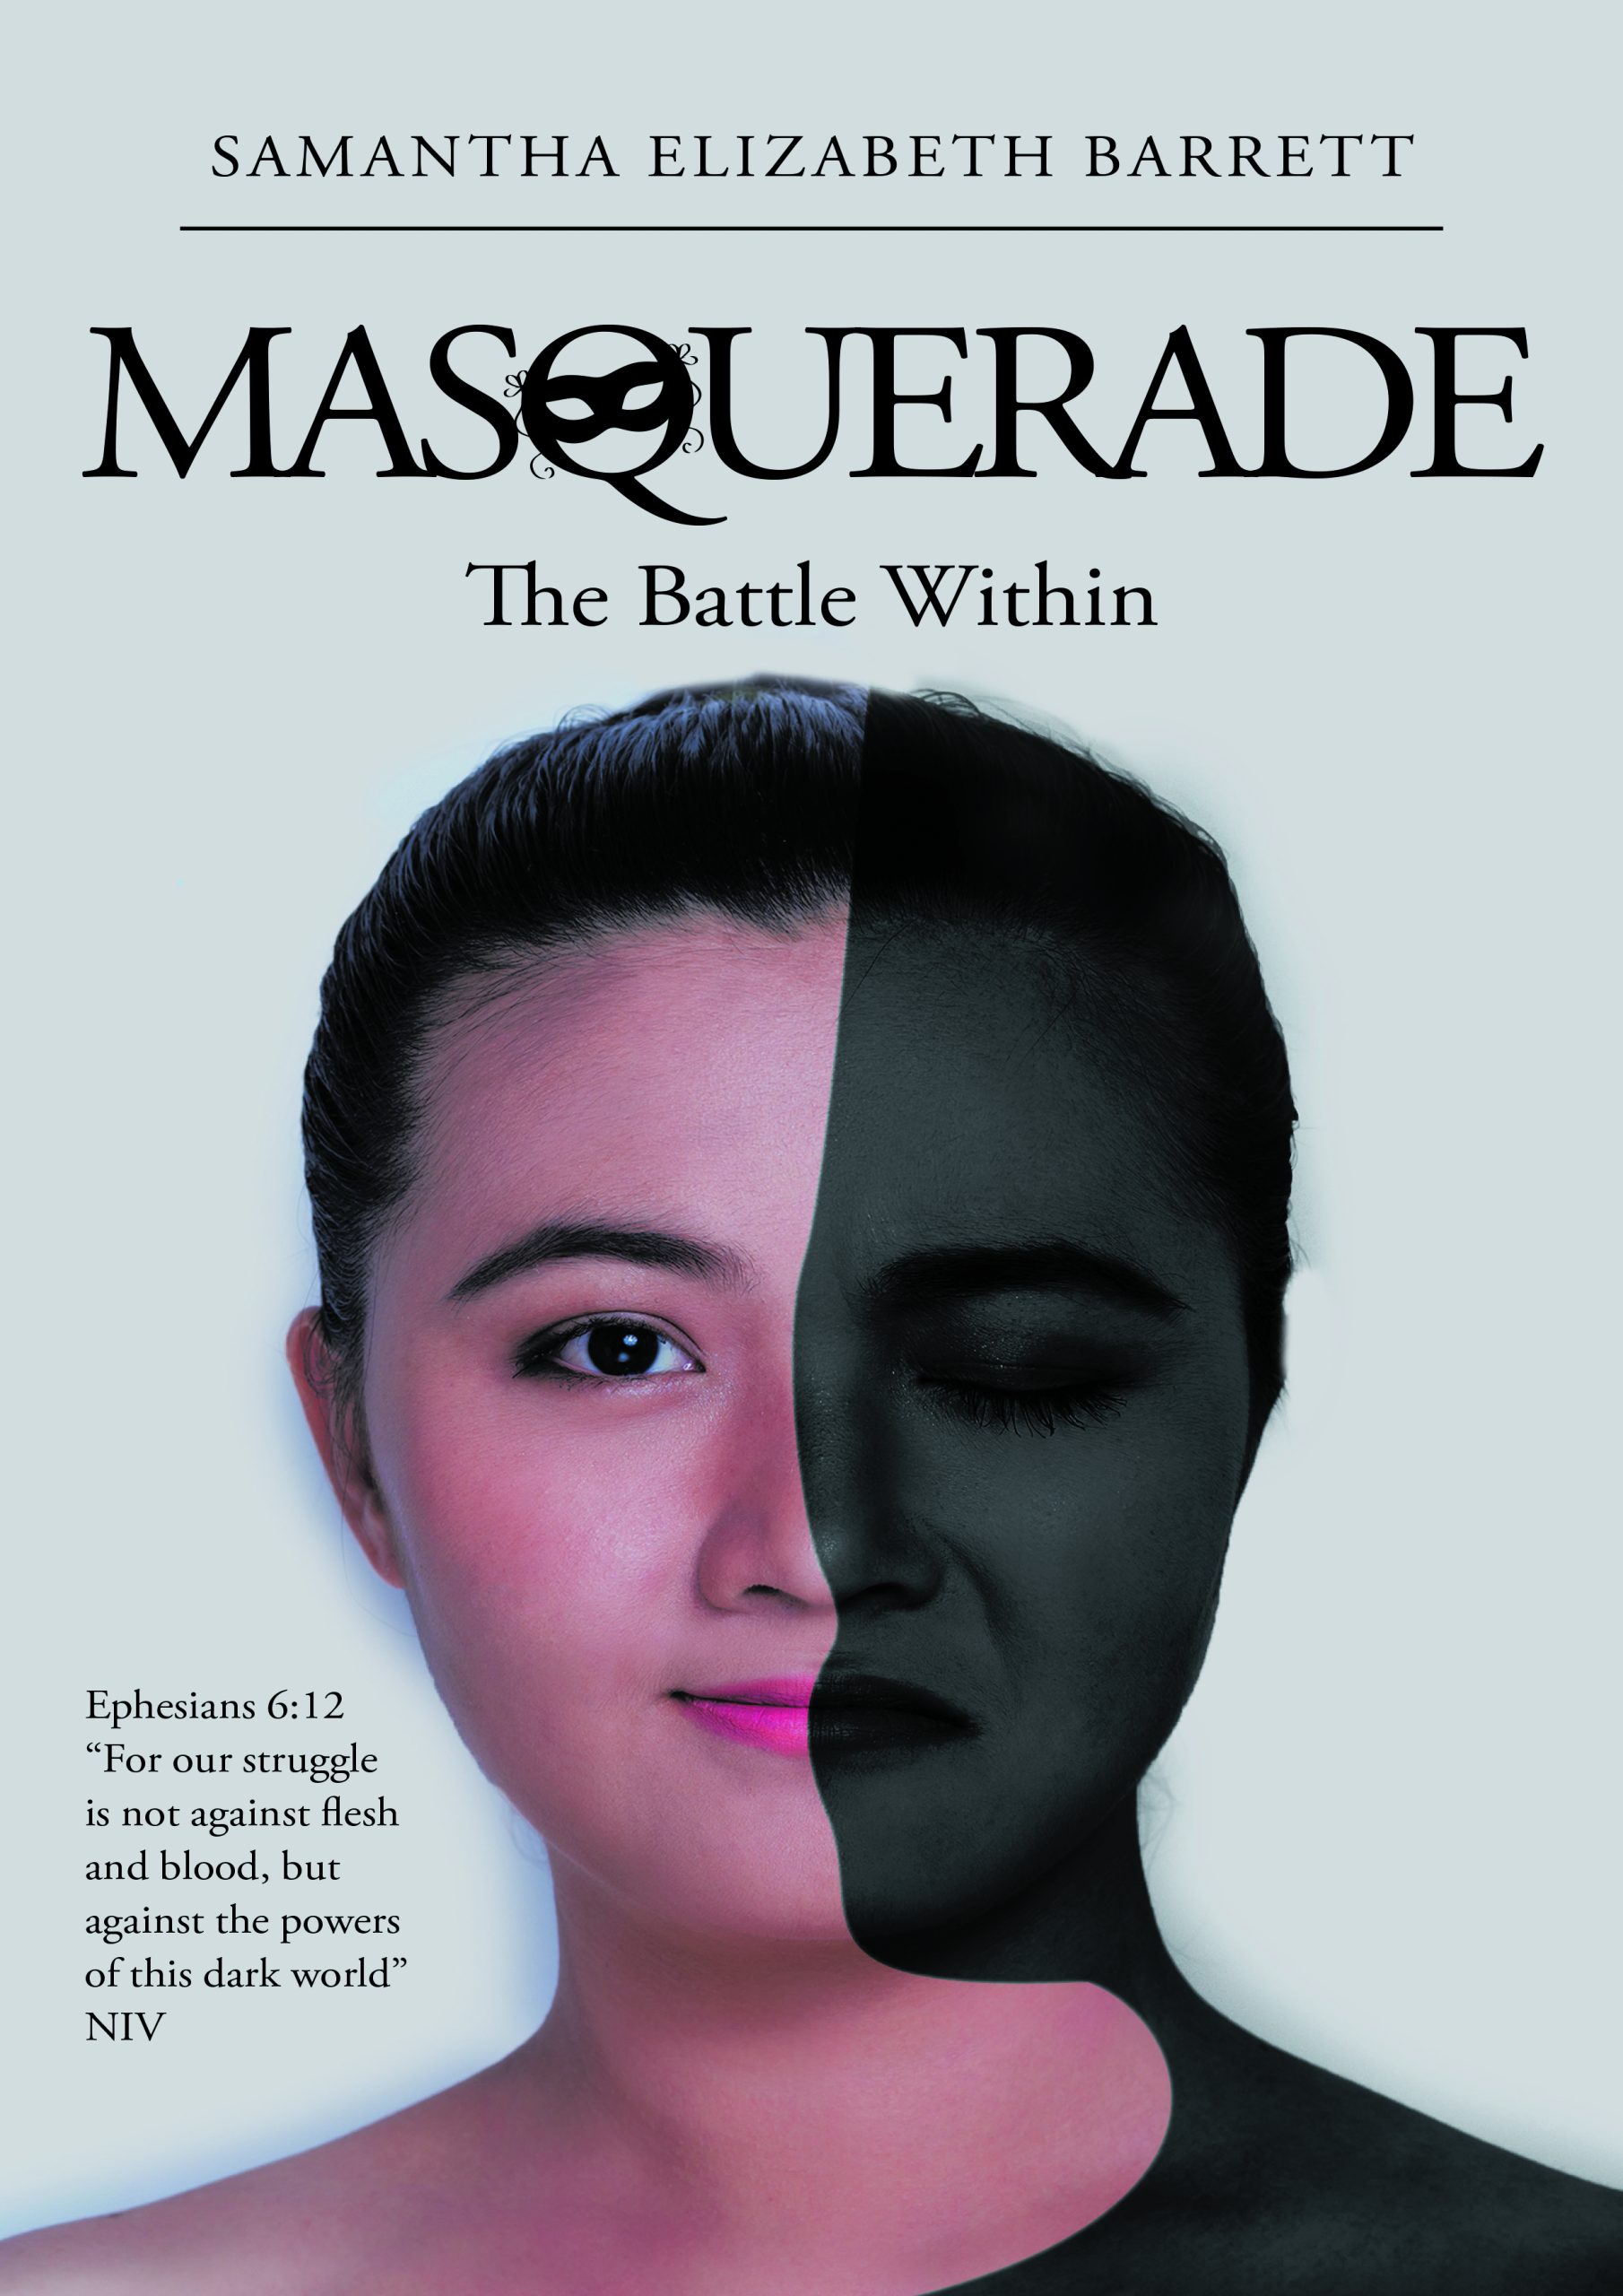 SAMANTHA ELIZABETH BARRETT
MASQUERADE
The Battle Within
Ephesians 6:12
“For our struggle
is not against flesh
and blood, but
against the powers
of this dark world”
NIV